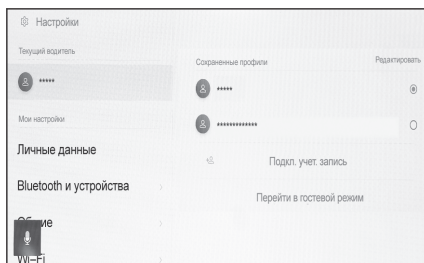 Настройки
Текущий водитель
*****
Мои настройки
Личные данные
Bluetooth и устройства
Wi-Fi
Сохраненные профили
Редактировать
*****
*************
Подкл. учет. запись
Перейти в гостевой режим